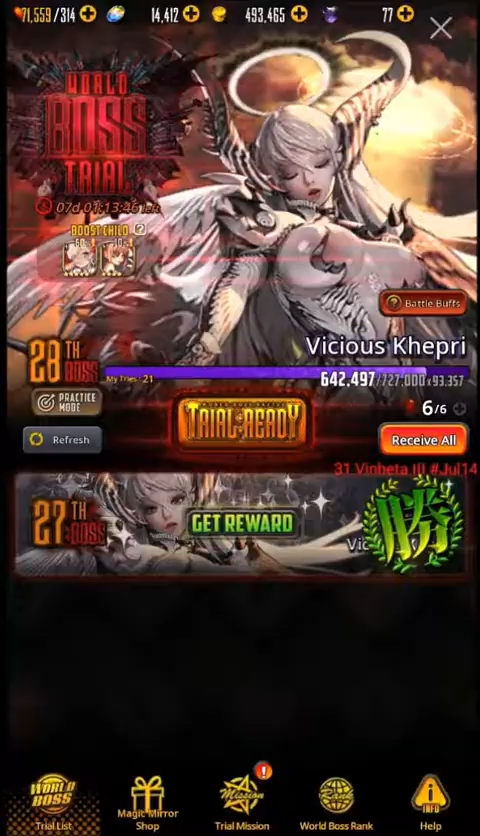 71,559/314
14,412
493,465
77
WORLD
BOSS
TRIAL
07d 01:13:46 left
BOOST CHILD ?
? Battle Buffs
Vicious Khepri
28TH BOSS
My Tries : 21
642,497/727,000 x 93.357
PRACTICE MODE
6/6
Refresh
TRIAL:READY
Receive All
31 Vinbeta III #Jul14
27TH BOSS
GET REWARD
Vic
勝
WORLD BOSS
Mission
Rank
INFO
Trial List
Magic Mirror Shop
Trial Mission
World Boss Rank
Help